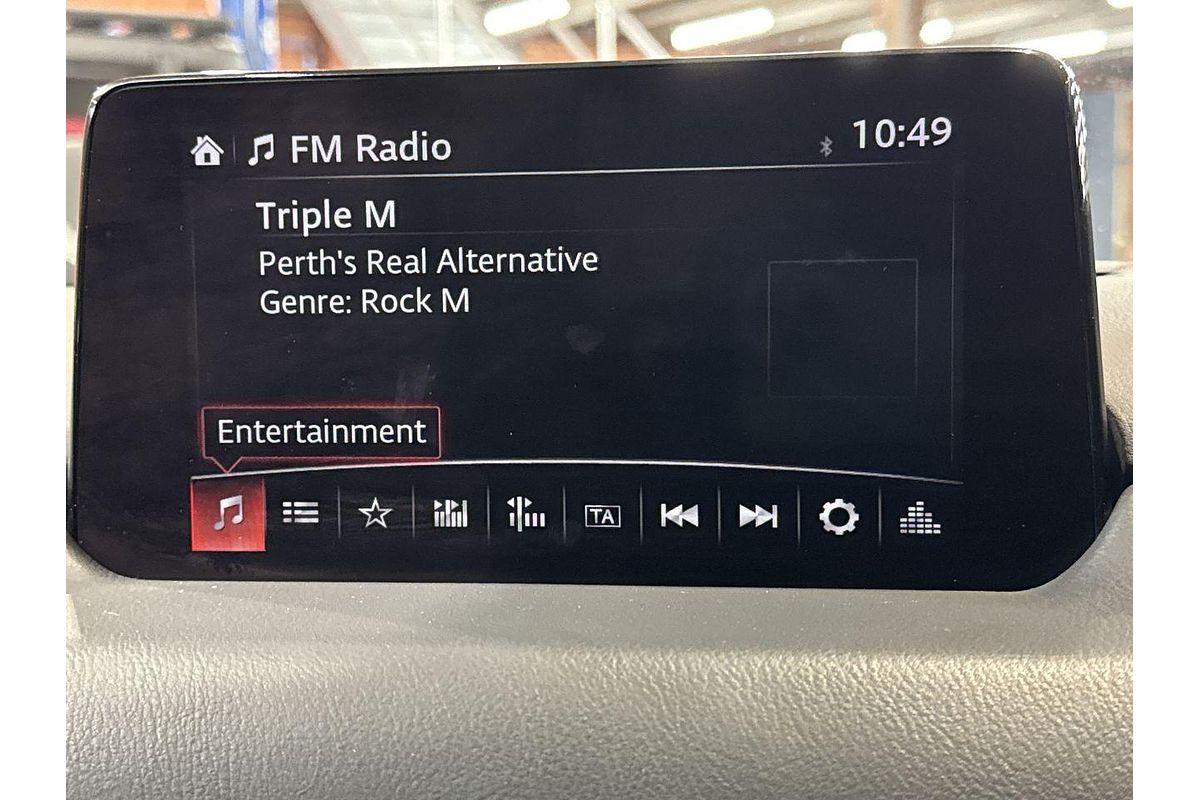 FM Radio
10:49
Triple M
Perth's Real Alternative
Genre: Rock M
Entertainment
TA